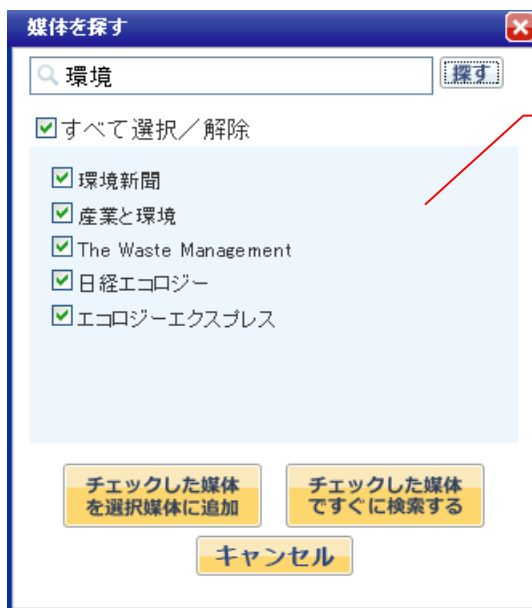 媒体を探す
環境
探す
すべて選択／解除
環境新聞
産業と環境
The Waste Management
日経エコロジー
エコロジーエクスプレス
チェックした媒体
を選択媒体に追加
チェックした媒体
ですぐに検索する
キャンセル